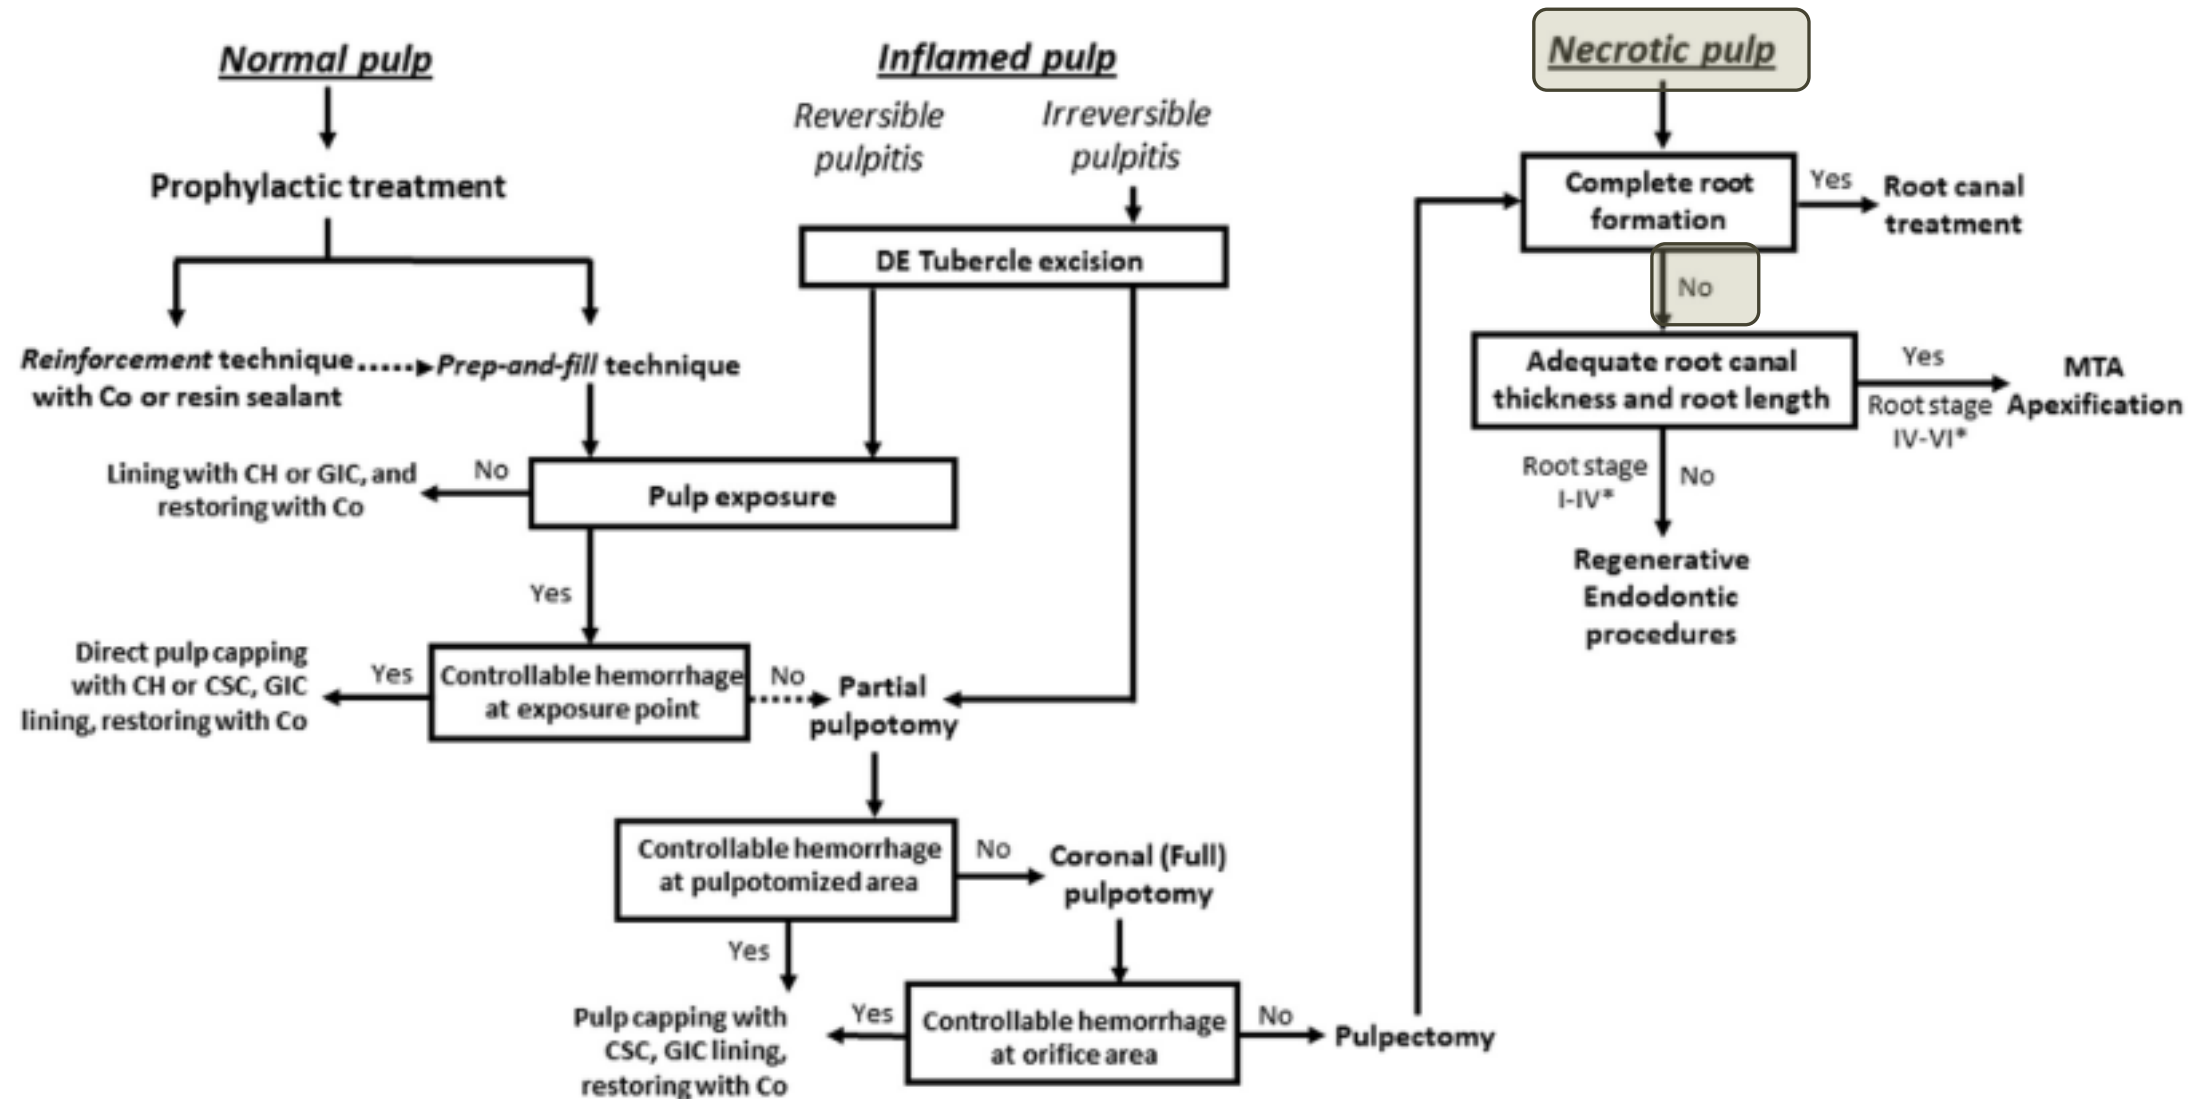 Normal pulp
Prophylactic treatment
Reinforcement technique
with Co or resin sealant
Prep-and-fill technique
Inflamed pulp
Reversible
pulpitis
Irreversible
pulpitis
DE Tubercle excision
Pulp exposure
No
Lining with CH or GIC, and
restoring with Co
Yes
Controllable hemorrhage
at exposure point
Yes
Direct pulp capping
with CH or CSC, GIC
lining, restoring with Co
No
Partial
pulpotomy
Controllable hemorrhage
at pulpotomized area
No
Coronal (Full)
pulpotomy
Yes
Pulp capping with
CSC, GIC lining,
restoring with Co
Yes
Controllable hemorrhage
at orifice area
No
Pulpectomy
Necrotic pulp
Complete root
formation
Yes
Root canal
treatment
No
Adequate root canal
thickness and root length
Yes
Root stage
IV-VI*
MTA
Apexification
Root stage
I-IV*
No
Regenerative
Endodontic
procedures